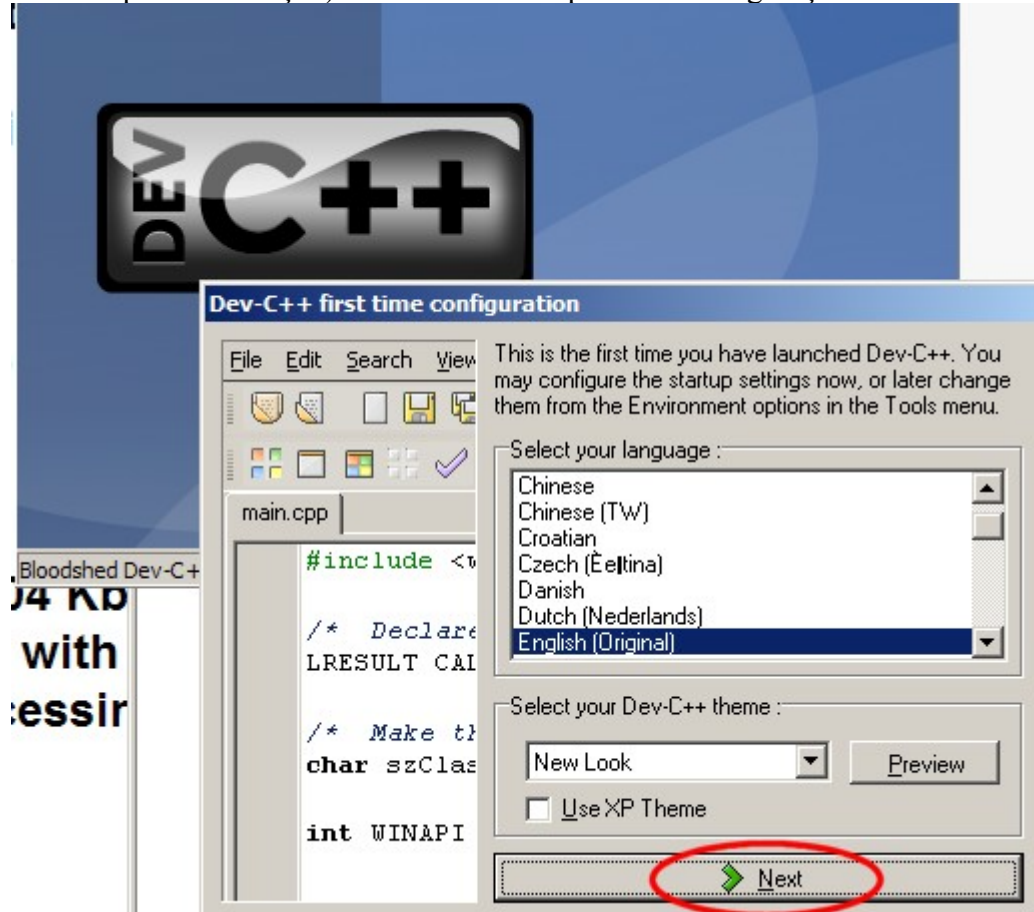 DEV C++
Dev-C++ first time configuration
File Edit Search View
main.cpp
#include <w
/* Declare
LRESULT CAL
/* Make th
char szClas
int WINAPI
This is the first time you have launched Dev-C++. You
may configure the startup settings now, or later change
them from the Environment options in the Tools menu.
Select your language :
Chinese
Chinese (TW)
Croatian
Czech (Èeltina)
Danish
Dutch (Nederlands)
English (Original)
Select your Dev-C++ theme :
New Look
Preview
Use XP Theme
Next
Bloodshed Dev-C+
04 Kb
with
cessin